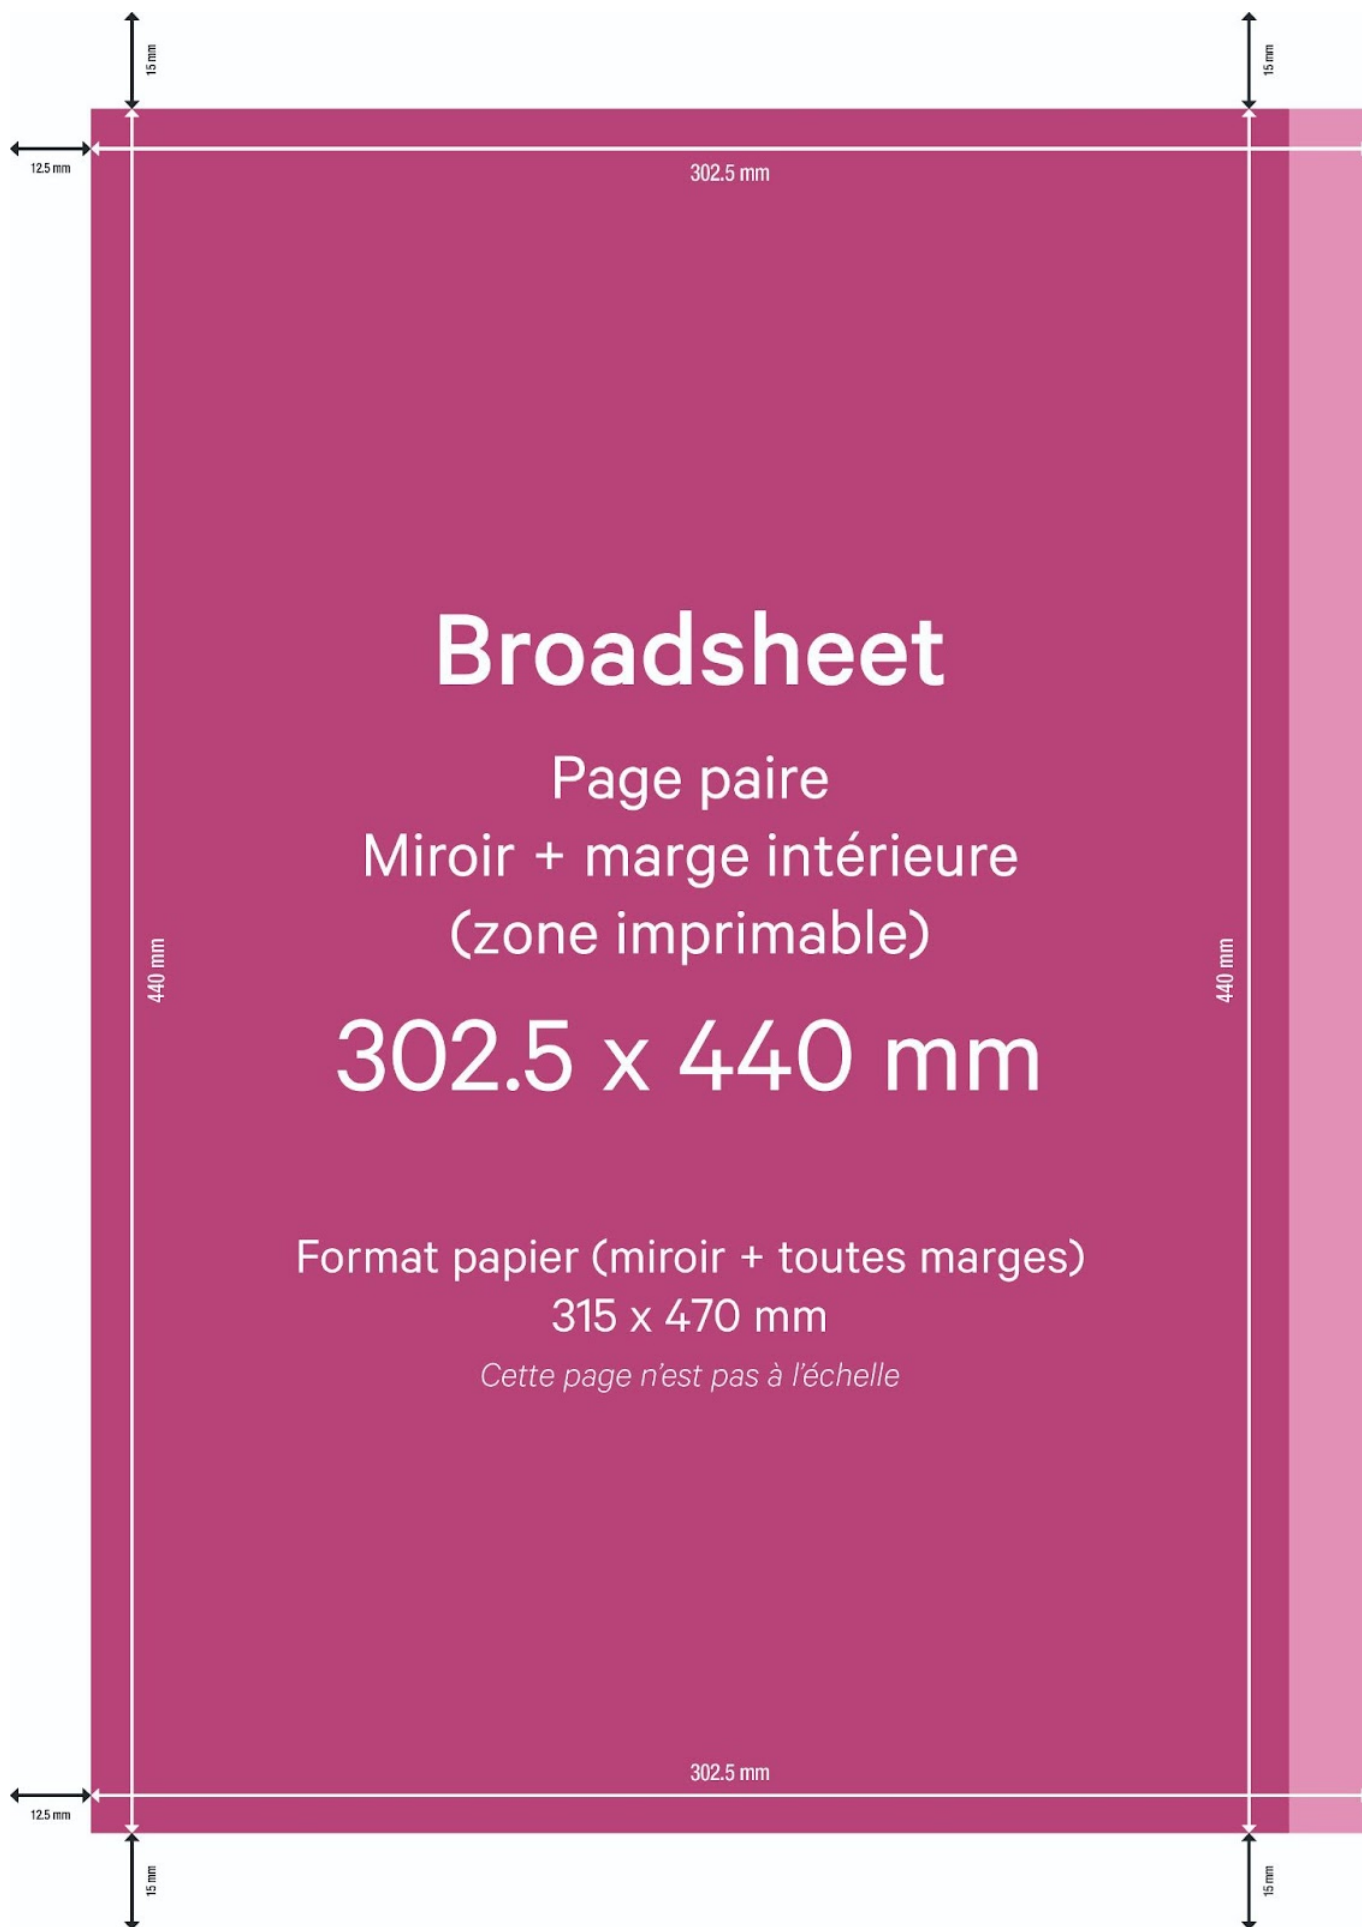 15 mm
15 mm
12.5 mm
302.5 mm
Broadsheet
Page paire
Miroir + marge intérieure
(zone imprimable)
440 mm
440 mm
302.5 x 440 mm
Format papier (miroir + toutes marges)
315 x 470 mm
Cette page n’est pas à l’échelle
302.5 mm
12.5 mm
15 mm
15 mm